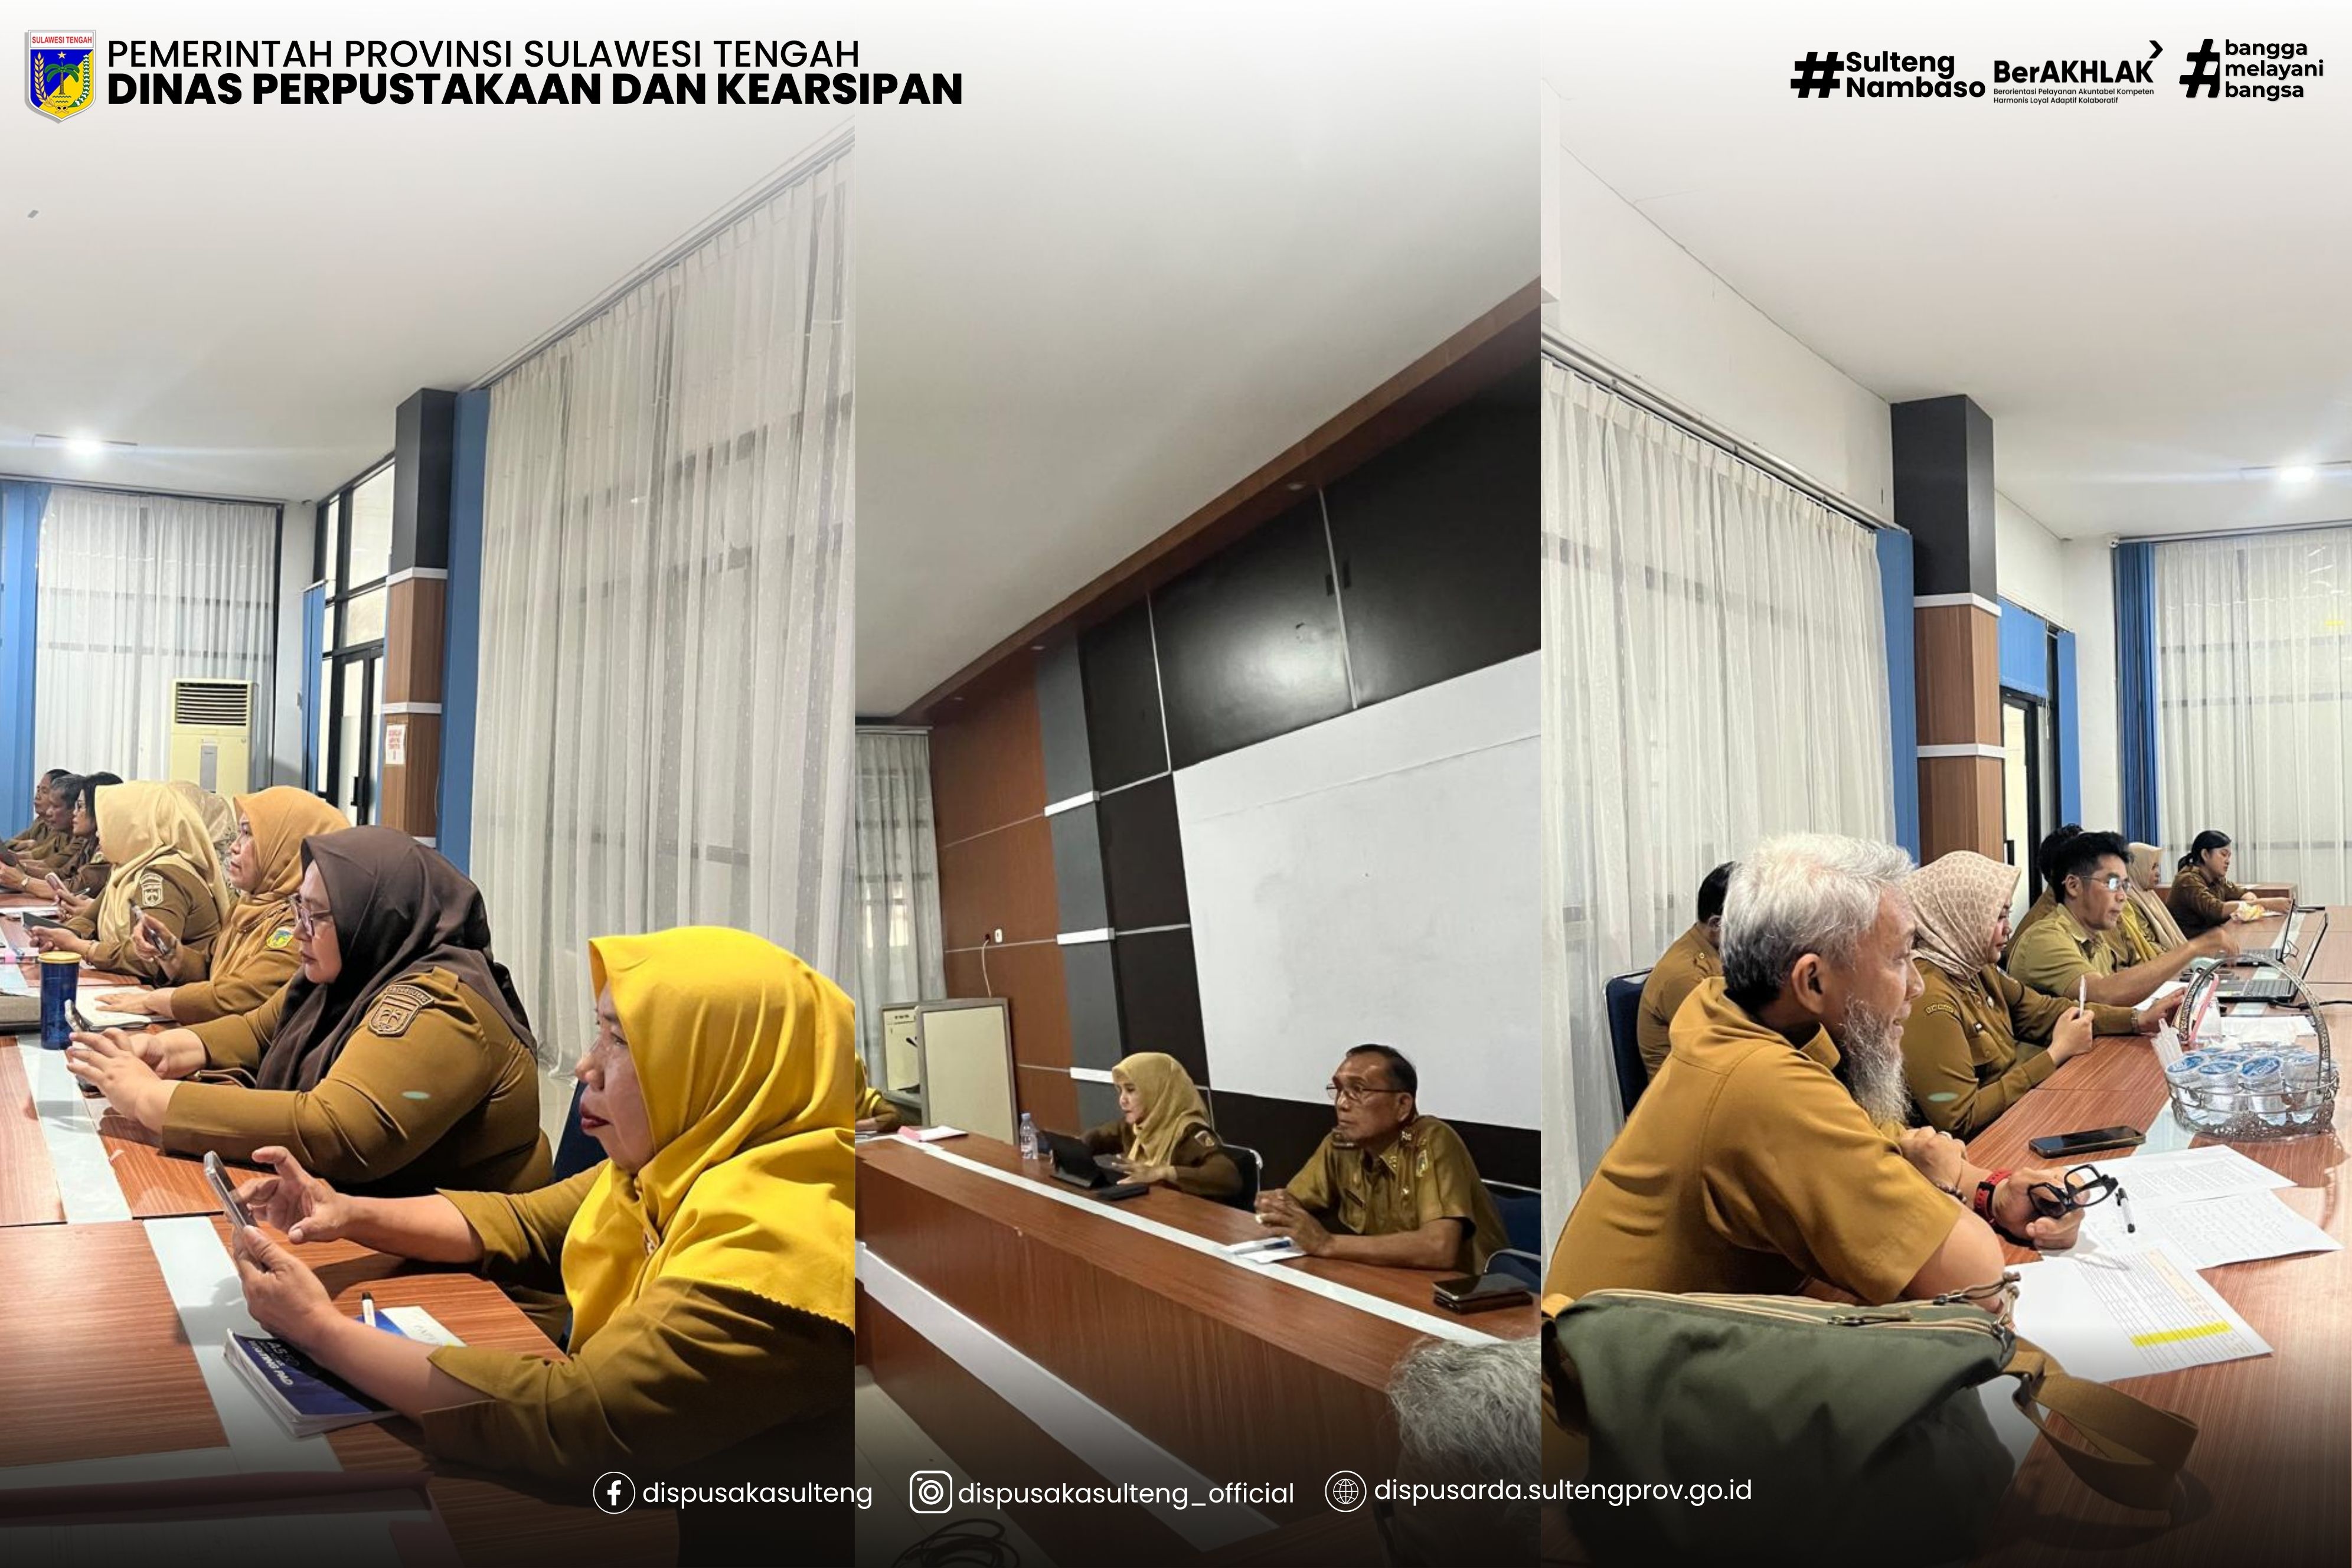 SULAWESI TENGAH
PEMERINTAH PROVINSI SULAWESI TENGAH
DINAS PERPUSTAKAAN DAN KEARSIPAN
#Sulteng
Nambaso
BerAKHLAK
Berorientasi Pelayanan Akuntabel Kompeten
Harmonis Loyal Adaptif Kolaboratif
#bangga
melayani
bangsa
dispusakasulteng
dispusakasulteng_official
dispusarda.sultengprov.go.id